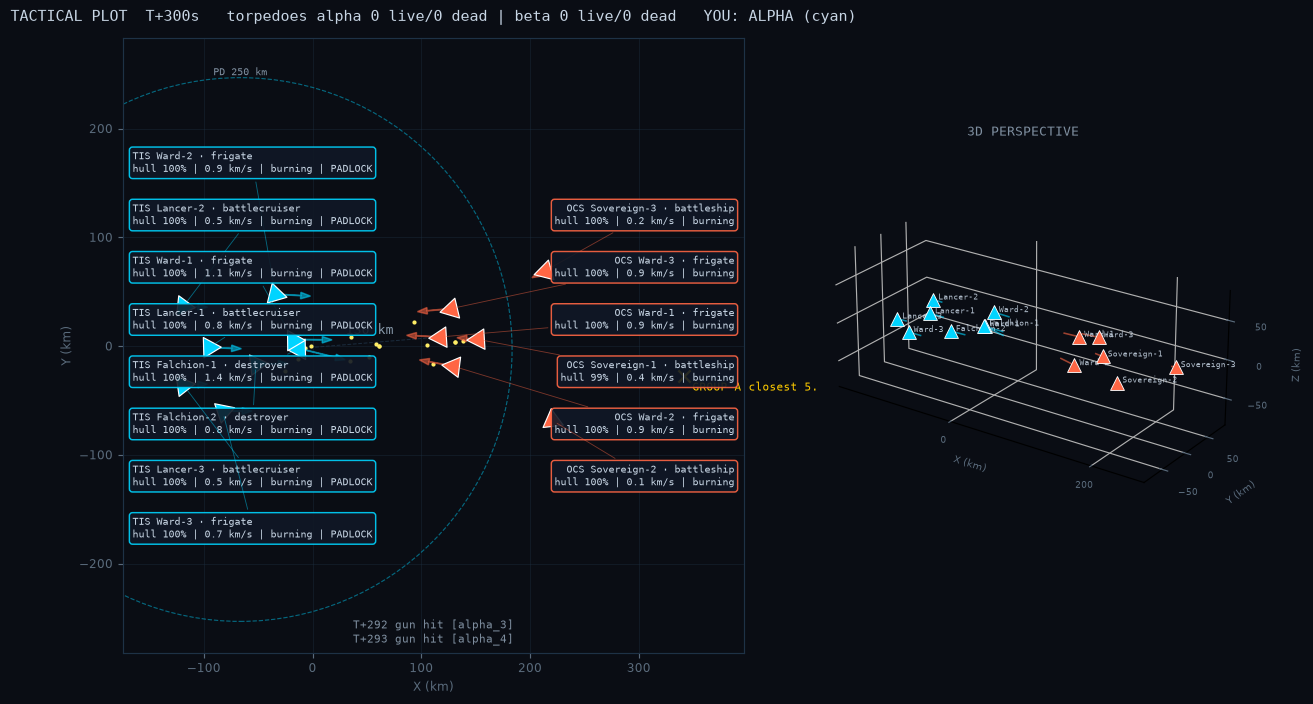 TACTICAL PLOT  T+300s   torpedoes alpha 0 live/0 dead | beta 0 live/0 dead   YOU: ALPHA (cyan)
PD 250 km
TIS Ward-2 · frigate
hull 100% | 0.9 km/s | burning | PADLOCK
TIS Lancer-2 · battlecruiser
hull 100% | 0.5 km/s | burning | PADLOCK
TIS Ward-1 · frigate
hull 100% | 1.1 km/s | burning | PADLOCK
TIS Lancer-1 · battlecruiser
hull 100% | 0.8 km/s | burning | PADLOCK
km
TIS Falchion-1 · destroyer
hull 100% | 1.4 km/s | burning | PADLOCK
TIS Falchion-2 · destroyer
hull 100% | 0.8 km/s | burning | PADLOCK
TIS Lancer-3 · battlecruiser
hull 100% | 0.5 km/s | burning | PADLOCK
TIS Ward-3 · frigate
hull 100% | 0.7 km/s | burning | PADLOCK
OCS Sovereign-3 · battleship
hull 100% | 0.2 km/s | burning
OCS Ward-3 · frigate
hull 100% | 0.9 km/s | burning
OCS Ward-1 · frigate
hull 100% | 0.9 km/s | burning
OCS Sovereign-1 · battleship
hull 99% | 0.4 km/s | burning
closest 5.
OCS Ward-2 · frigate
hull 100% | 0.9 km/s | burning
OCS Sovereign-2 · battleship
hull 100% | 0.1 km/s | burning
T+292 gun hit [alpha_3]
T+293 gun hit [alpha_4]
200
100
0
−100
−200
Y (km)
−100
0
100
200
300
X (km)
3D PERSPECTIVE
Lancer-2
Lancer-1
Ward-2
Ward-3
Sovereign-1
Sovereign-3
0
200
X (km)
−50
0
50
Y (km)
50
0
−50
Z (km)